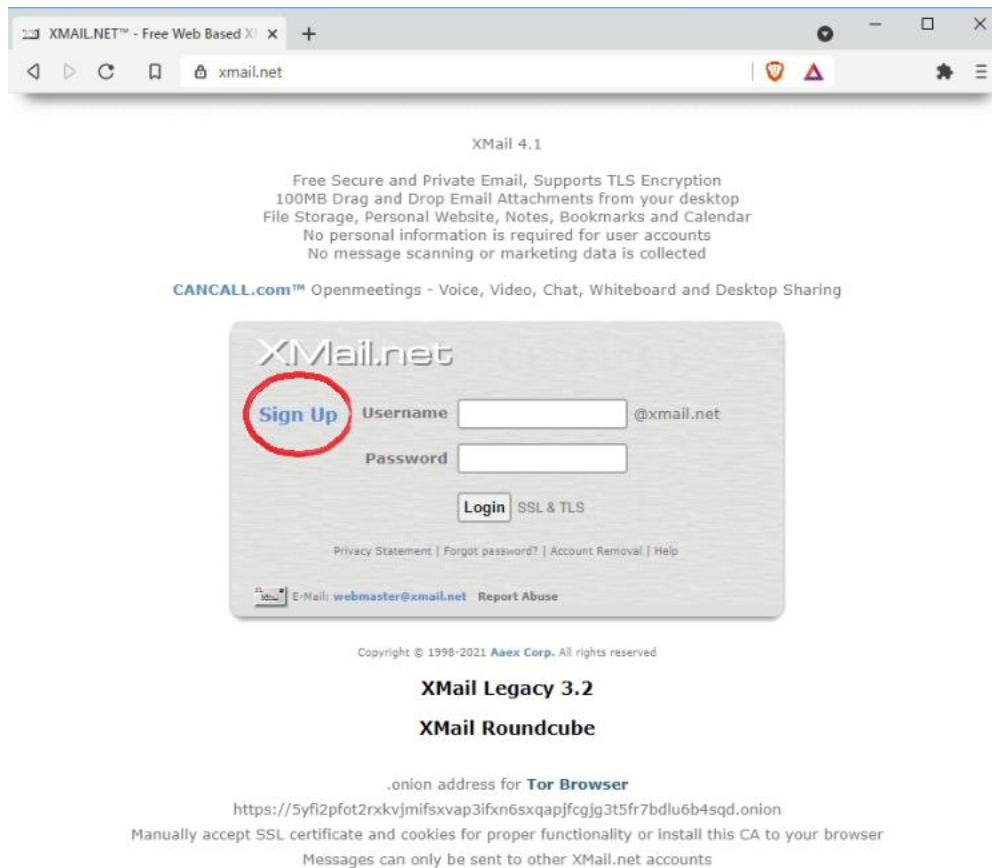 XMAIL.NET™ - Free Web Based X
xmail.net
XMail 4.1
Free Secure and Private Email, Supports TLS Encryption
100MB Drag and Drop Email Attachments from your desktop
File Storage, Personal Website, Notes, Bookmarks and Calendar
No personal information is required for user accounts
No message scanning or marketing data is collected
CANCALL.com™ Openmeetings - Voice, Video, Chat, Whiteboard and Desktop Sharing
XMail.net
Sign Up Username @xmail.net
Password
Login SSL & TLS
Privacy Statement | Forgot password? | Account Removal | Help
E-Mail: webmaster@xmail.net Report Abuse
Copyright © 1998-2021 Aaex Corp. All rights reserved
XMail Legacy 3.2
XMail Roundcube
.onion address for Tor Browser
https://5yfi2pfot2rxkvjmifsxvap3ifxn6sxqapjfcgjg3t5fr7bdlu6b4sqd.onion
Manually accept SSL certificate and cookies for proper functionality or install this CA to your browser
Messages can only be sent to other XMail.net accounts